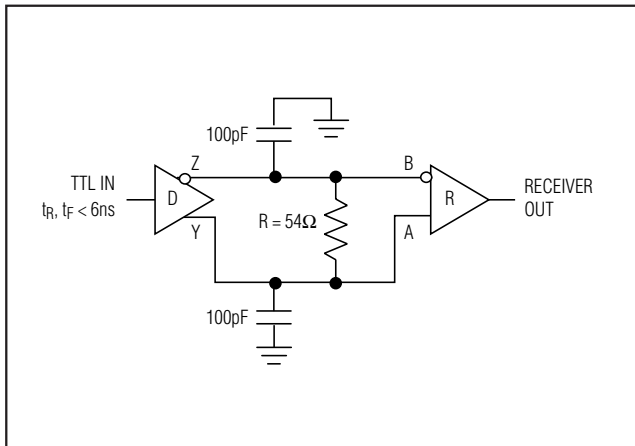 100pF
Z
B
TTL IN
t_R, t_F < 6ns
D
R
RECEIVER
OUT
R = 54Ω
Y
A
100pF